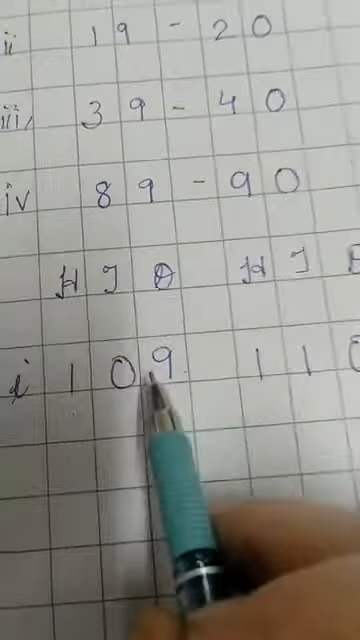 ii 19 - 20
iii, 39 - 40
iv 89 - 90
H T O H T O
i 109 110